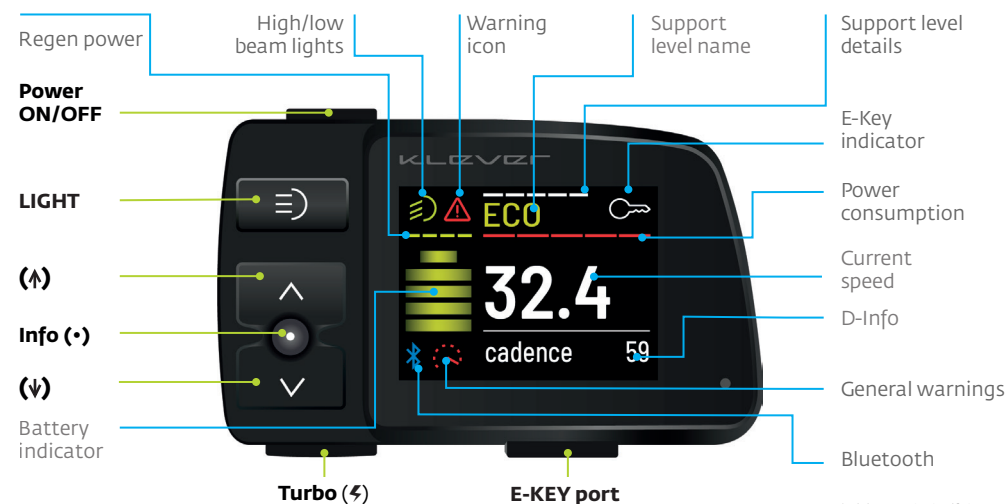 Regen power
High/low
beam lights
Warning
icon
Support
level name
Support level
details
Power
ON/OFF
E-Key
indicator
KLEVER
LIGHT
ECO
Power
consumption
(↑)
32.4
Current
speed
Info (•)
D-Info
cadence 59
(↓)
General warnings
Battery
indicator
Bluetooth
Turbo (⚡)
E-KEY port